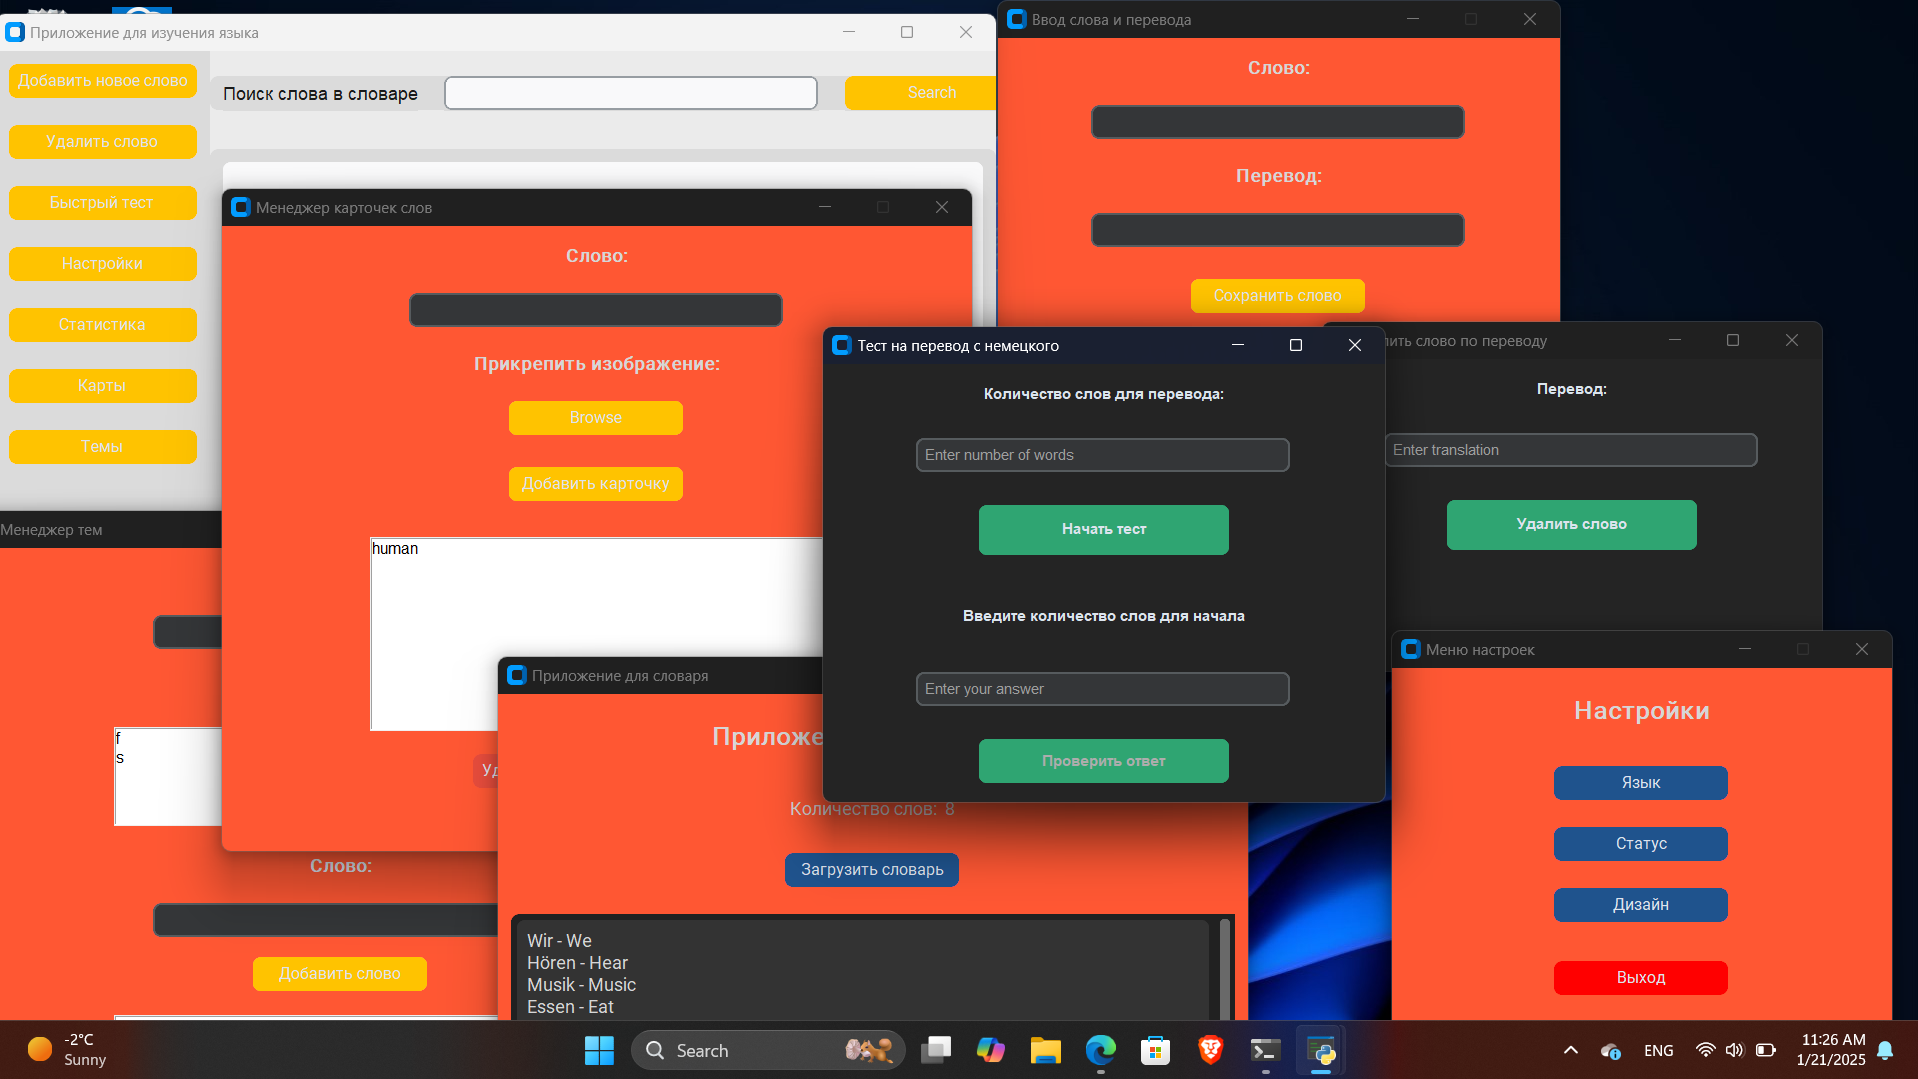 Приложение для изучения языка
Добавить новое слово
Удалить слово
Быстрый тест
Настройки
Статистика
Карты
Темы
Поиск слова в словаре
Search
Ввод слова и перевода
Слово:
Перевод:
Сохранить слово
Менеджер карточек слов
Слово:
Прикрепить изображение:
Browse
Добавить карточку
human
Уд
Тест на перевод с немецкого
Количество слов для перевода:
Enter number of words
Начать тест
Введите количество слов для начала
Enter your answer
Проверить ответ
ить слово по переводу
Перевод:
Enter translation
Удалить слово
Менеджер тем
f
s
Слово:
Добавить слово
Приложение для словаря
Приложе
Количество слов: 8
Загрузить словарь
Wir - We
Hören - Hear
Musik - Music
Essen - Eat
Меню настроек
Настройки
Язык
Статус
Дизайн
Выход
-2°C
Sunny
Search
ENG
11:26 AM
1/21/2025